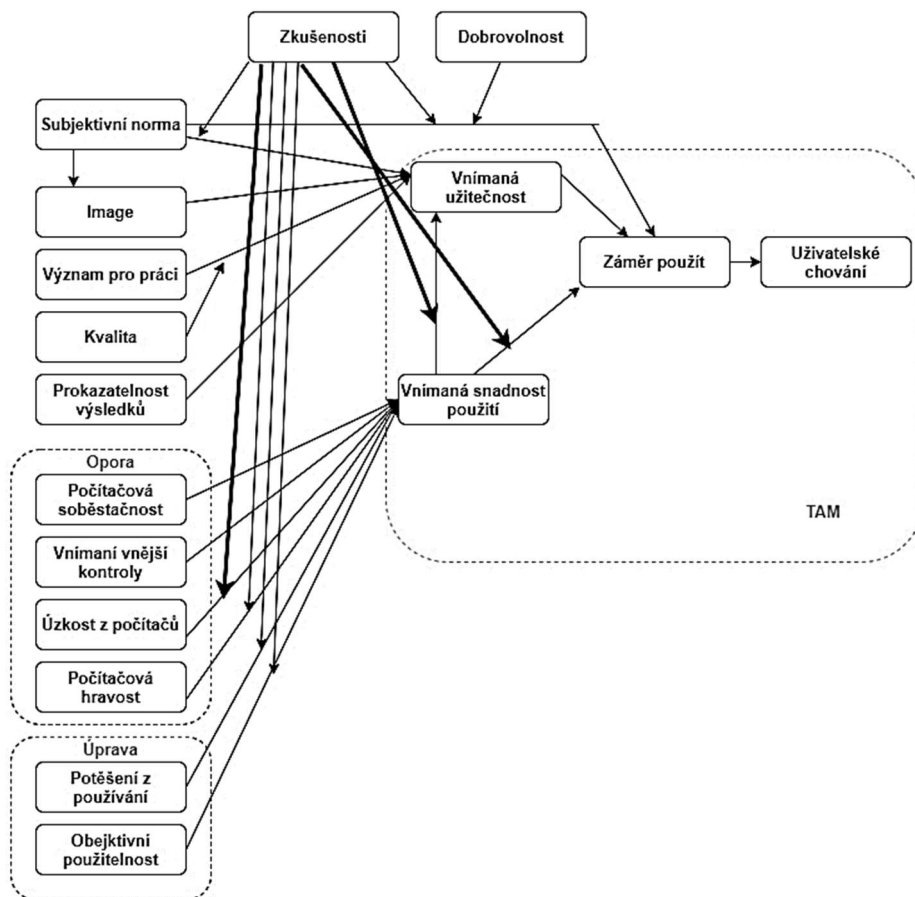 Zkušenosti
Dobrovolnost
Subjektivní norma
Image
Význam pro práci
Kvalita
Prokazatelnost
výsledků
Vnímaná
užitečnost
Záměr použít
Uživatelské
chování
Vnímaná snadnost
použití
TAM
Opora
Počítačová
soběstačnost
Vnímaní vnější
kontroly
Úzkost z počítačů
Počítačová
hravost
Úprava
Potěšení z
používání
Obejktivní
použitelnost